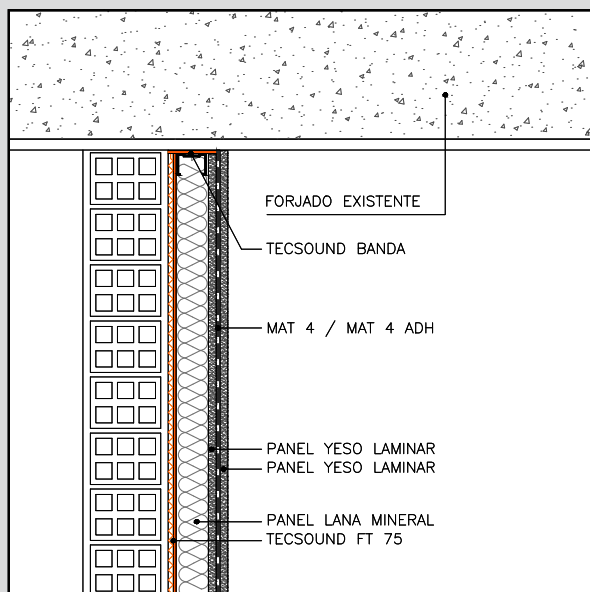 FORJADO EXISTENTE
TECSOUND BANDA
MAT 4 / MAT 4 ADH
PANEL YESO LAMINAR
PANEL YESO LAMINAR
PANEL LANA MINERAL
TECSOUND FT 75